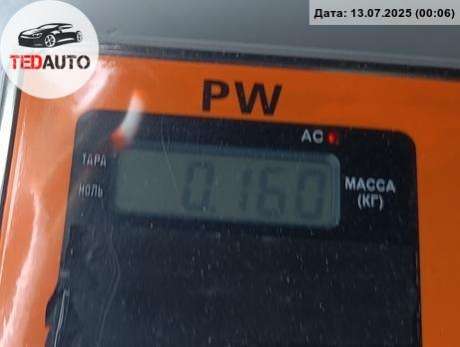 Дата: 13.07.2025 (00:06)
TEDAUTO
PW
AC
ТАРА
НОЛЬ
0.160
МАССА
(КГ)